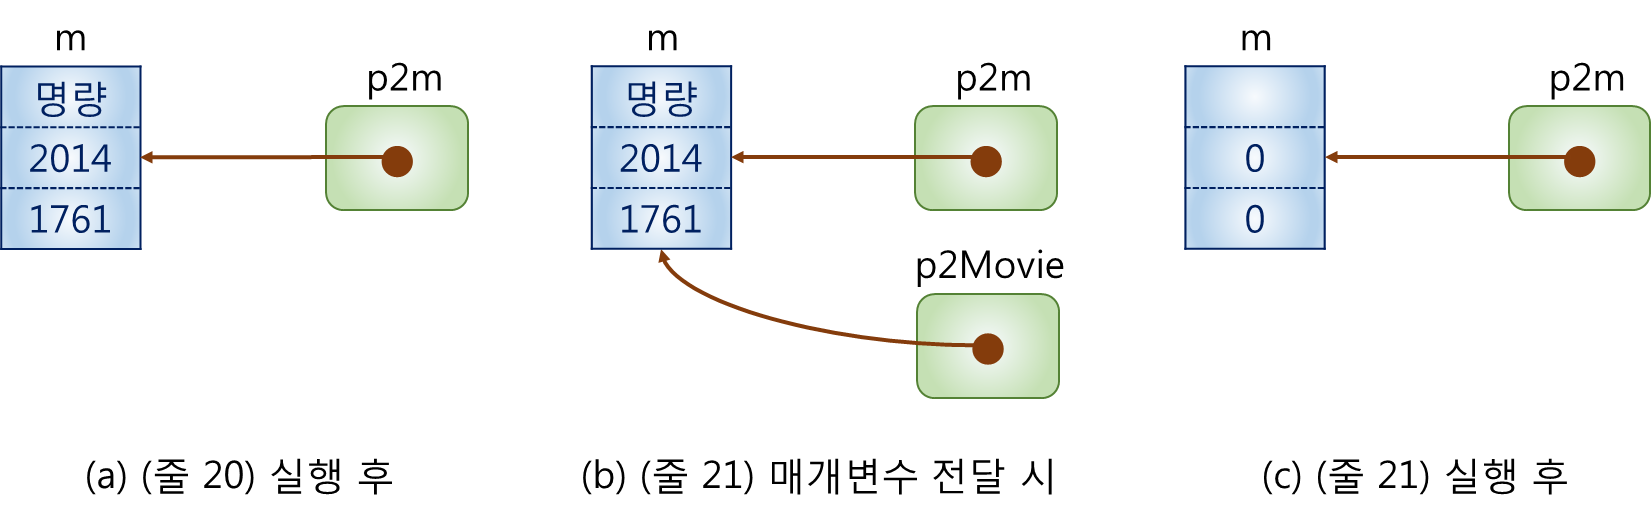 m
p2m
명량
2014
1761
(a) (줄 20) 실행 후
m
p2m
명량
2014
1761
p2Movie
(b) (줄 21) 매개변수 전달 시
m
p2m
0
0
(c) (줄 21) 실행 후